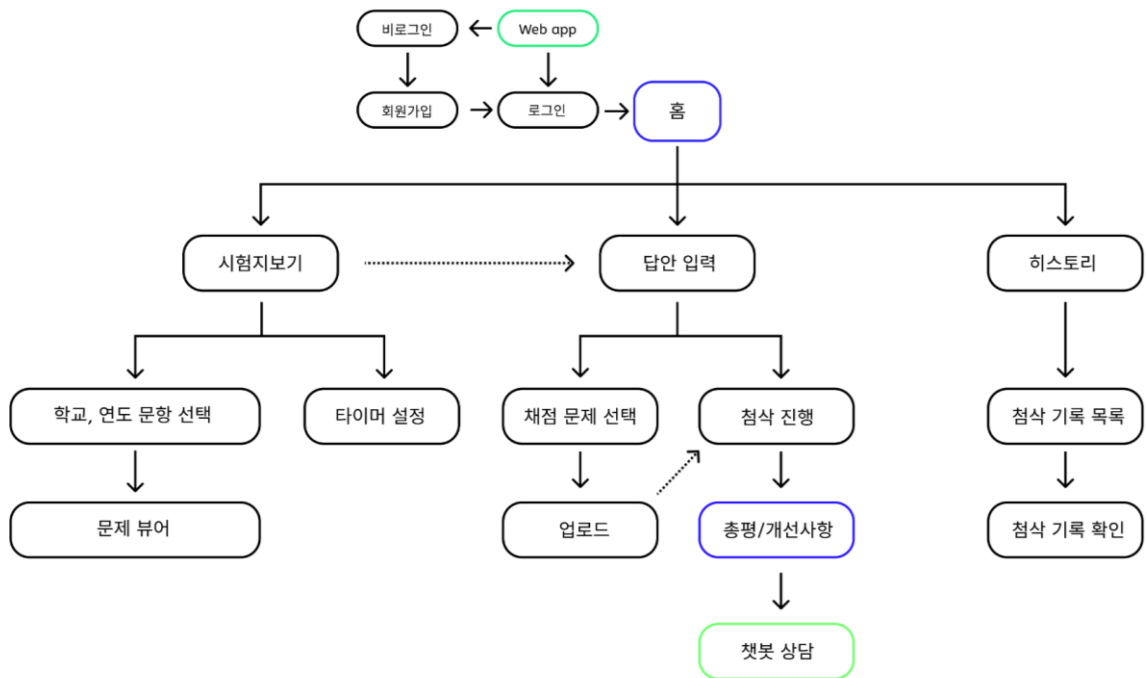 비로그인
Web app
회원가입
로그인
홈
시험지보기
답안 입력
히스토리
학교, 연도 문항 선택
타이머 설정
채점 문제 선택
첨삭 진행
첨삭 기록 목록
문제 뷰어
업로드
총평/개선사항
첨삭 기록 확인
챗봇 상담